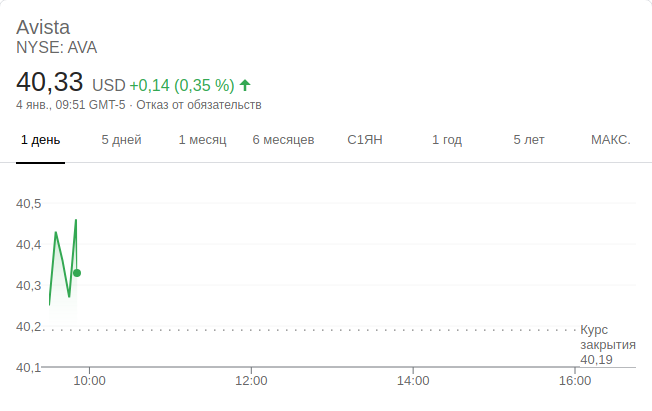 Avista
NYSE: AVA
40,33 USD +0,14 (0,35 %)
4 янв., 09:51 GMT-5 · Отказ от обязательств
1 день 5 дней 1 месяц 6 месяцев С1ЯН 1 год 5 лет МАКС.
40,5
40,4
40,3
40,2
Курс
закрытия
40,19
40,1
10:00 12:00 14:00 16:00